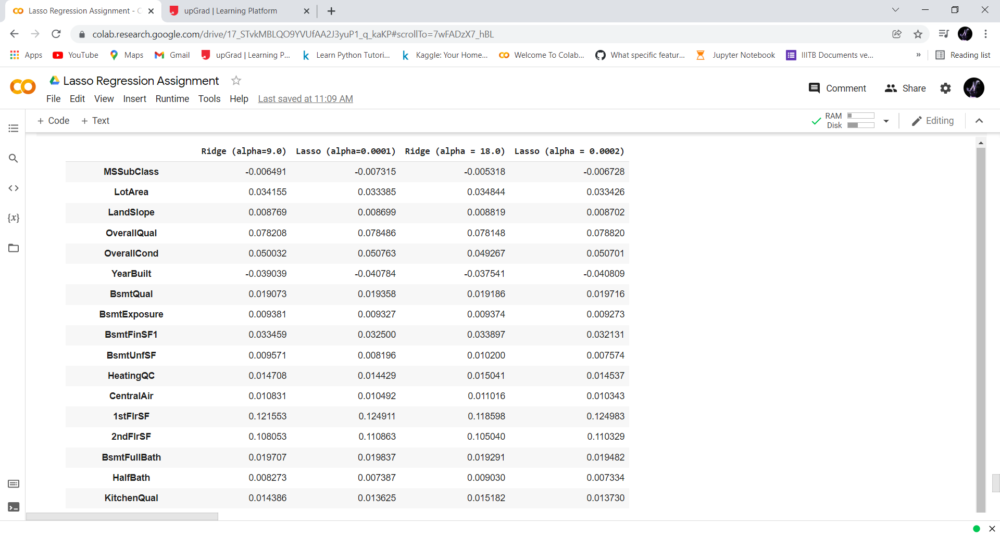 Lasso Regression Assignment - C
upGrad | Learning Platform
colab.research.google.com/drive/17_STvkMBLQO9YVUfAA2J3yuP1_q_kaKP#scrollTo=7wFADzX7_hBL
Apps YouTube Maps Gmail upGrad | Learning P... Learn Python Tutori... Kaggle: Your Home... Welcome To Colab... What specific featur... Jupyter Notebook IIITB Documents ve... » Reading list
Lasso Regression Assignment
Comment Share
File Edit View Insert Runtime Tools Help Last saved at 11:09 AM
+ Code + Text
RAM
Disk
Editing
Ridge (alpha=9.0) Lasso (alpha=0.0001) Ridge (alpha = 18.0) Lasso (alpha = 0.0002)
MSSubClass -0.006491 -0.007315 -0.005318 -0.006728
LotArea 0.034155 0.033385 0.034844 0.033426
LandSlope 0.008769 0.008699 0.008819 0.008702
OverallQual 0.078208 0.078486 0.078148 0.078820
OverallCond 0.050032 0.050763 0.049267 0.050701
YearBuilt -0.039039 -0.040784 -0.037541 -0.040809
BsmtQual 0.019073 0.019358 0.019186 0.019716
BsmtExposure 0.009381 0.009327 0.009374 0.009273
BsmtFinSF1 0.033459 0.032500 0.033897 0.032131
BsmtUnfSF 0.009571 0.008196 0.010200 0.007574
HeatingQC 0.014708 0.014429 0.015041 0.014537
CentralAir 0.010831 0.010492 0.011016 0.010343
1stFlrSF 0.121553 0.124911 0.118598 0.124983
2ndFlrSF 0.108053 0.110863 0.105040 0.110329
BsmtFullBath 0.019707 0.019837 0.019291 0.019482
HalfBath 0.008273 0.007387 0.009030 0.007334
KitchenQual 0.014386 0.013625 0.015182 0.013730